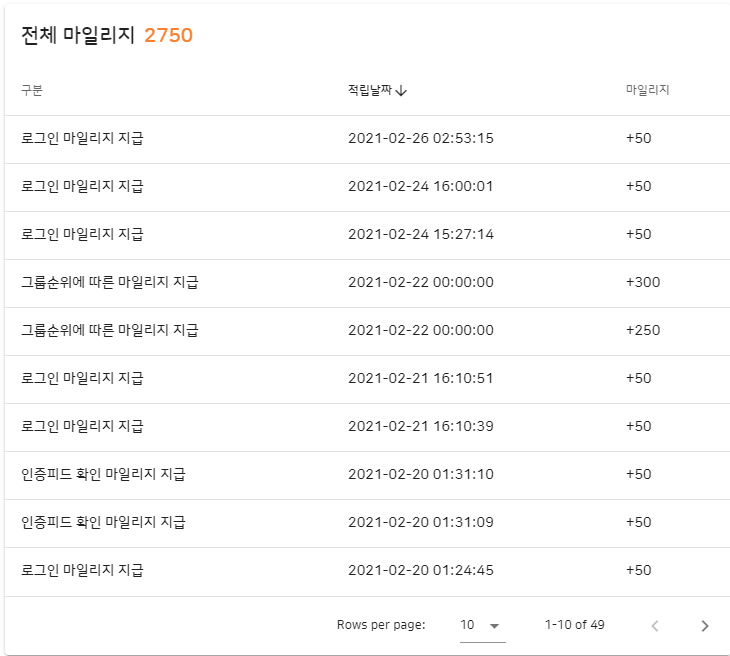 전체 마일리지 2750
구분 적립날짜 마일리지
로그인 마일리지 지급 2021-02-26 02:53:15 +50
로그인 마일리지 지급 2021-02-24 16:00:01 +50
로그인 마일리지 지급 2021-02-24 15:27:14 +50
그룹순위에 따른 마일리지 지급 2021-02-22 00:00:00 +300
그룹순위에 따른 마일리지 지급 2021-02-22 00:00:00 +250
로그인 마일리지 지급 2021-02-21 16:10:51 +50
로그인 마일리지 지급 2021-02-21 16:10:39 +50
인증피드 확인 마일리지 지급 2021-02-20 01:31:10 +50
인증피드 확인 마일리지 지급 2021-02-20 01:31:09 +50
로그인 마일리지 지급 2021-02-20 01:24:45 +50
Rows per page: 10 1-10 of 49